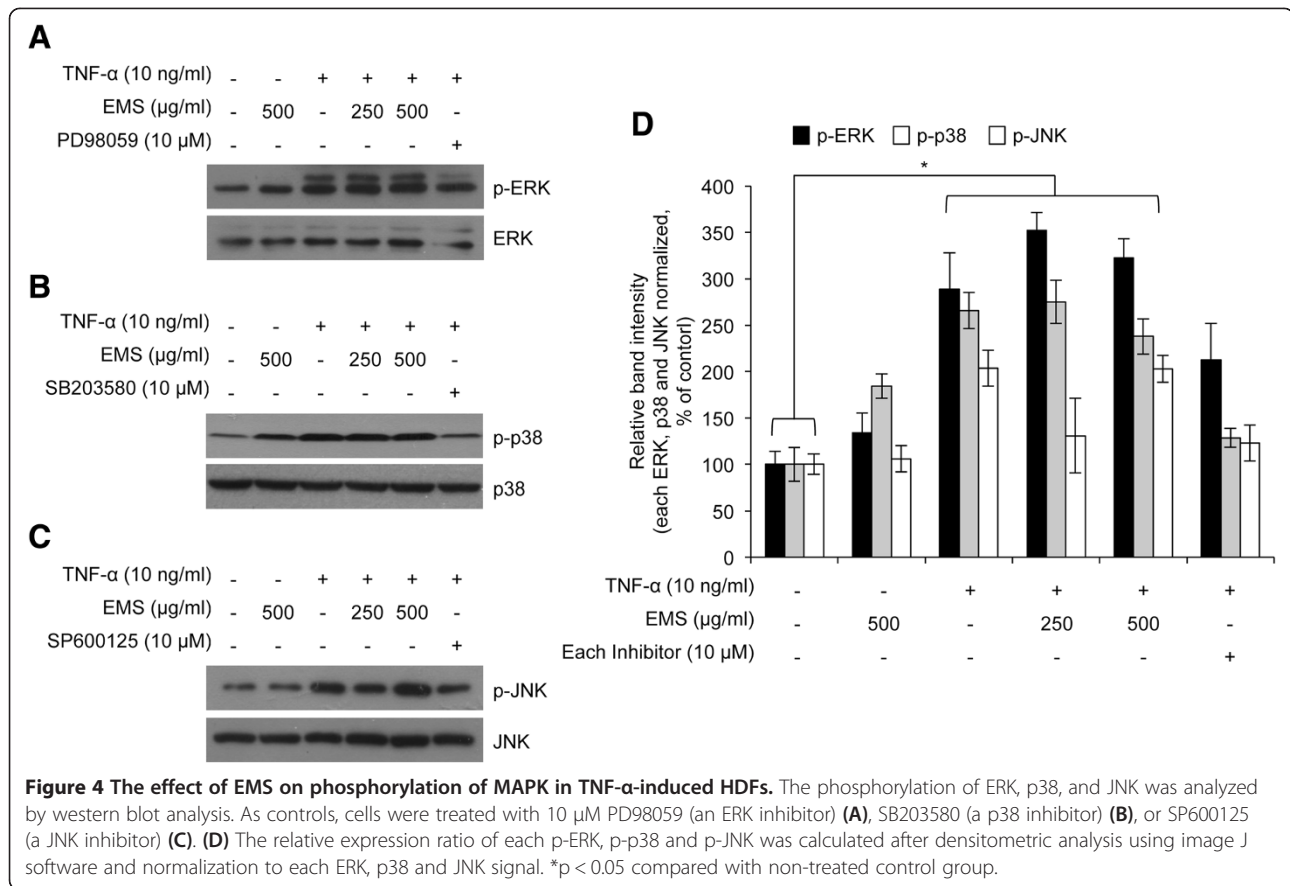 A
TNF-α (10 ng/ml) - - + + + +
EMS (µg/ml) - 500 - 250 500 -
PD98059 (10 µM) - - - - - +
p-ERK
ERK
B
TNF-α (10 ng/ml) - - + + + +
EMS (µg/ml) - 500 - 250 500 -
SB203580 (10 µM) - - - - - +
p-p38
p38
C
TNF-α (10 ng/ml) - - + + + +
EMS (µg/ml) - 500 - 250 500 -
SP600125 (10 µM) - - - - - +
p-JNK
JNK
D
p-ERK p-p38 p-JNK
*
Relative band intensity
(each ERK, p38 and JNK normalized,
% of contorl)
400
350
300
250
200
150
100
50
0
TNF-α (10 ng/ml) - - + + + +
EMS (µg/ml) - 500 - 250 500 -
Each Inhibitor (10 µM) - - - - - +
Figure 4 The effect of EMS on phosphorylation of MAPK in TNF-α-induced HDFs. The phosphorylation of ERK, p38, and JNK was analyzed
by western blot analysis. As controls, cells were treated with 10 µM PD98059 (an ERK inhibitor) (A), SB203580 (a p38 inhibitor) (B), or SP600125
(a JNK inhibitor) (C). (D) The relative expression ratio of each p-ERK, p-p38 and p-JNK was calculated after densitometric analysis using image J
software and normalization to each ERK, p38 and JNK signal. *p < 0.05 compared with non-treated control group.